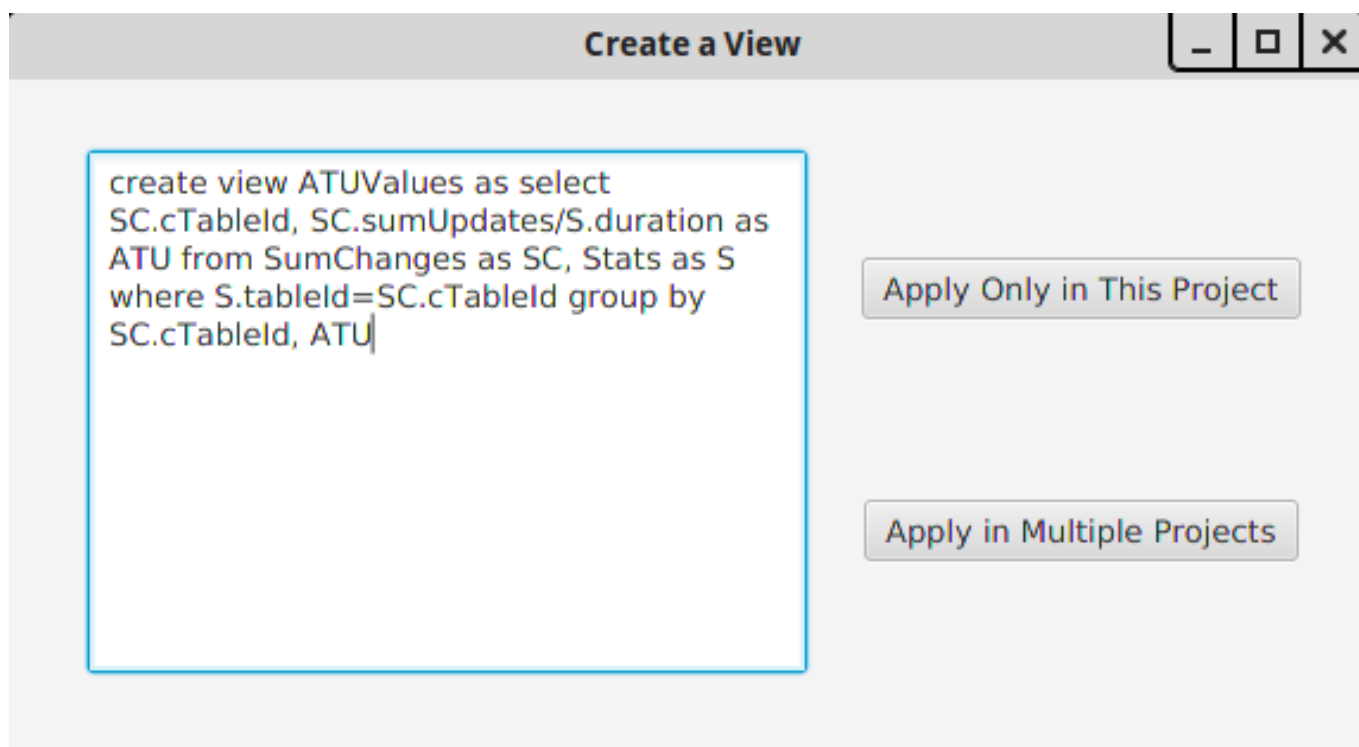 Create a View
create view ATUValues as select
SC.cTableId, SC.sumUpdates/S.duration as
ATU from SumChanges as SC, Stats as S
where S.tableId=SC.cTableId group by
SC.cTableId, ATU
Apply Only in This Project
Apply in Multiple Projects